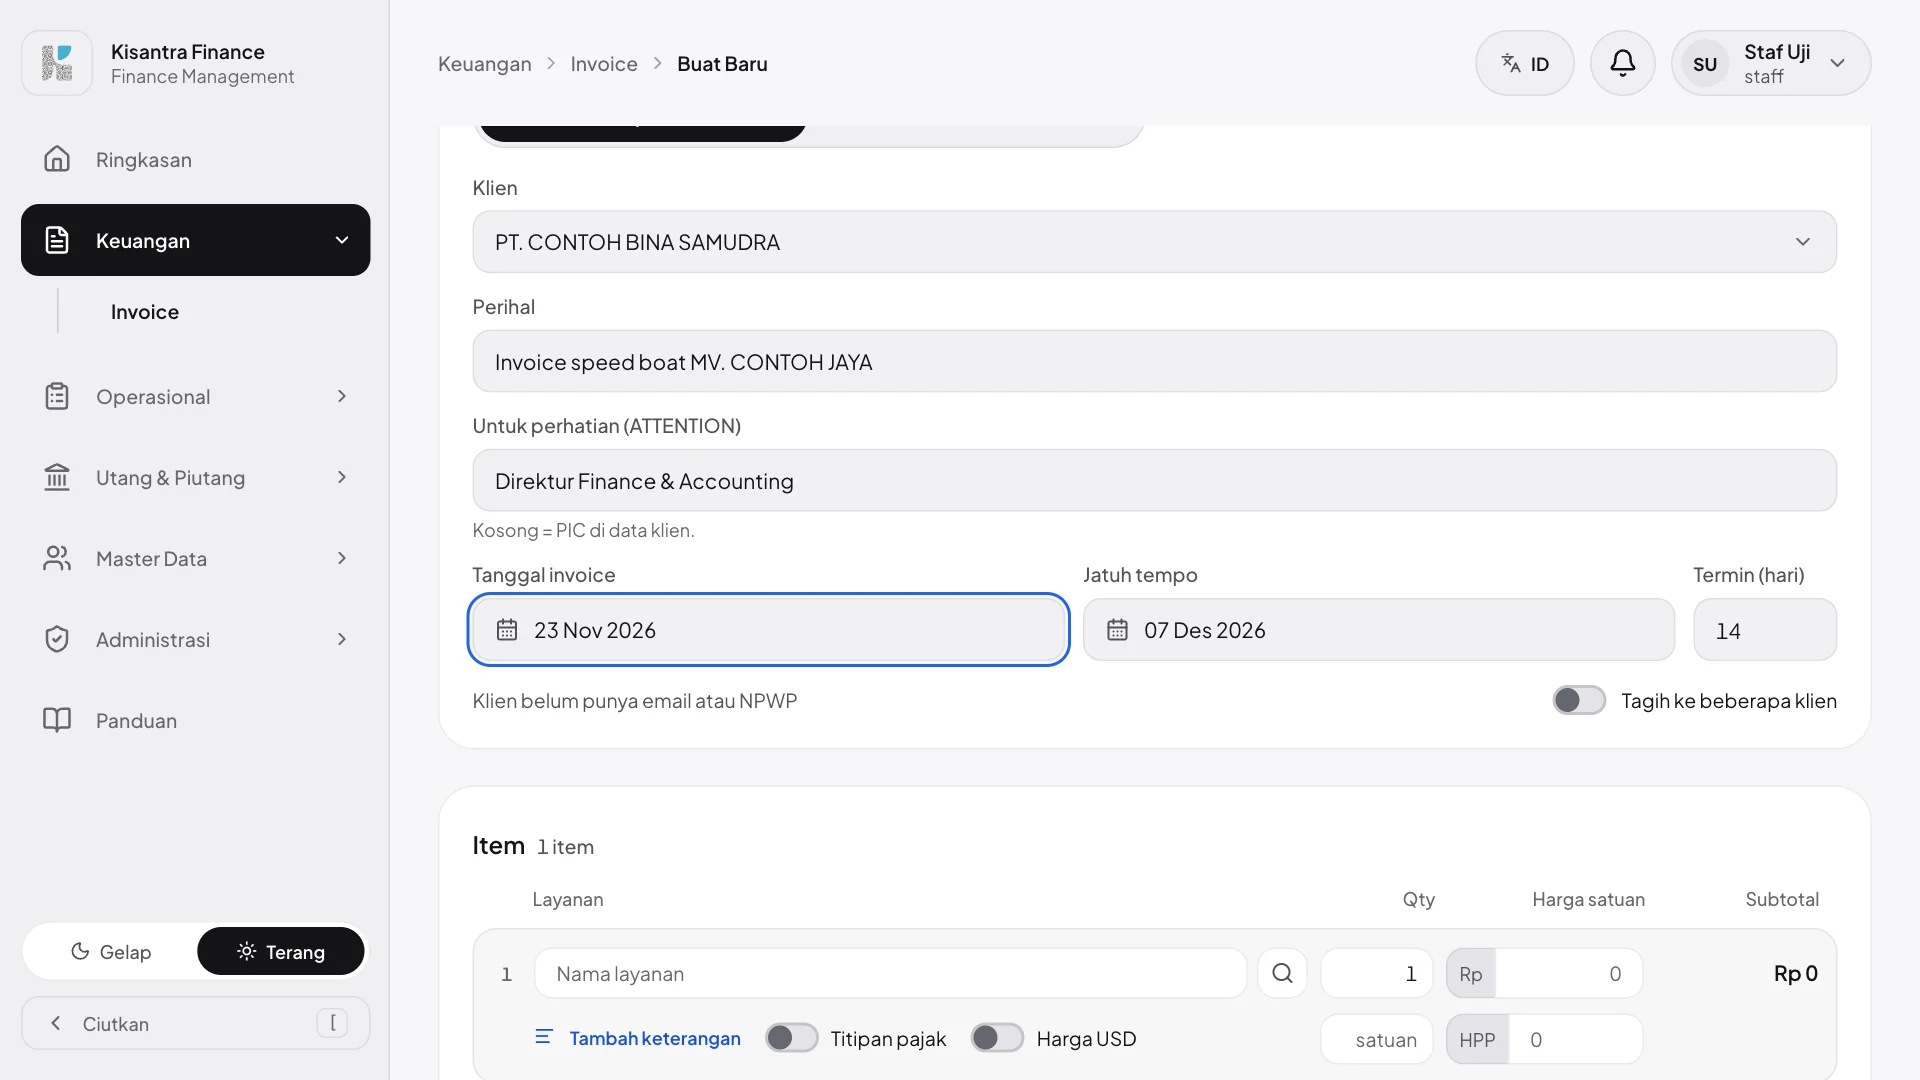 Kisantra Finance
Finance Management
Keuangan > Invoice > Buat Baru
ID
SU
Staf Uji
staff
Ringkasan
Keuangan
Invoice
Operasional
Utang & Piutang
Master Data
Administrasi
Panduan
Gelap
Terang
Ciutkan
[
Klien
PT. CONTOH BINA SAMUDRA
Perihal
Invoice speed boat MV. CONTOH JAYA
Untuk perhatian (ATTENTION)
Direktur Finance & Accounting
Kosong = PIC di data klien.
Tanggal invoice
Jatuh tempo
Termin (hari)
23 Nov 2026
07 Des 2026
14
Klien belum punya email atau NPWP
Tagih ke beberapa klien
Item 1 item
Layanan
Qty
Harga satuan
Subtotal
1
Nama layanan
1
Rp
0
Rp 0
Tambah keterangan
Titipan pajak
Harga USD
satuan
HPP
0